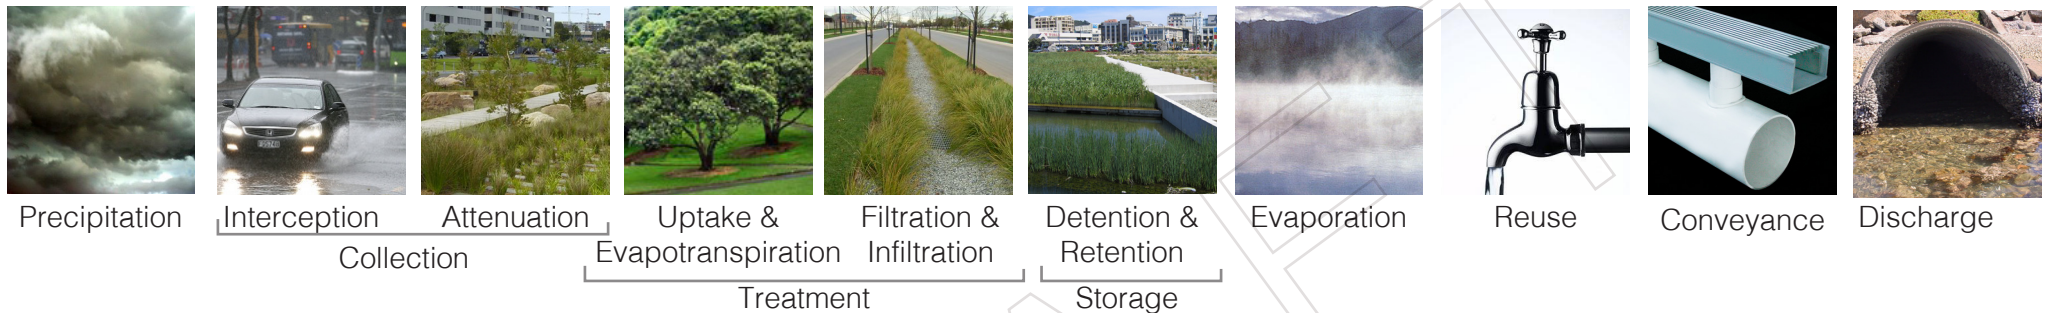 Precipitation
Interception
Attenuation
Uptake &
Evapotranspiration
Filtration &
Infiltration
Detention &
Retention
Evaporation
Reuse
Conveyance
Discharge
Collection
Treatment
Storage